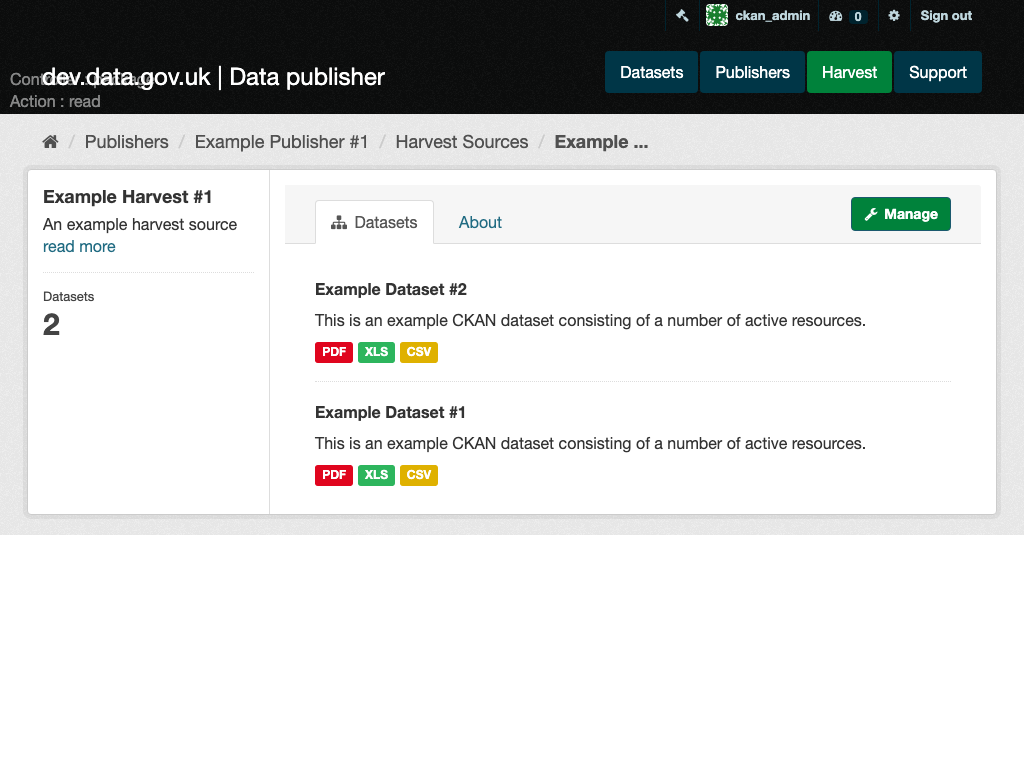 ckan_admin 0 Sign out
dev.data.gov.uk | Data publisher
Action : read
Datasets Publishers Harvest Support
/ Publishers / Example Publisher #1 / Harvest Sources / Example ...
Example Harvest #1
An example harvest source
read more
Datasets
2
Datasets About
Manage
Example Dataset #2
This is an example CKAN dataset consisting of a number of active resources.
PDF XLS CSV
Example Dataset #1
This is an example CKAN dataset consisting of a number of active resources.
PDF XLS CSV